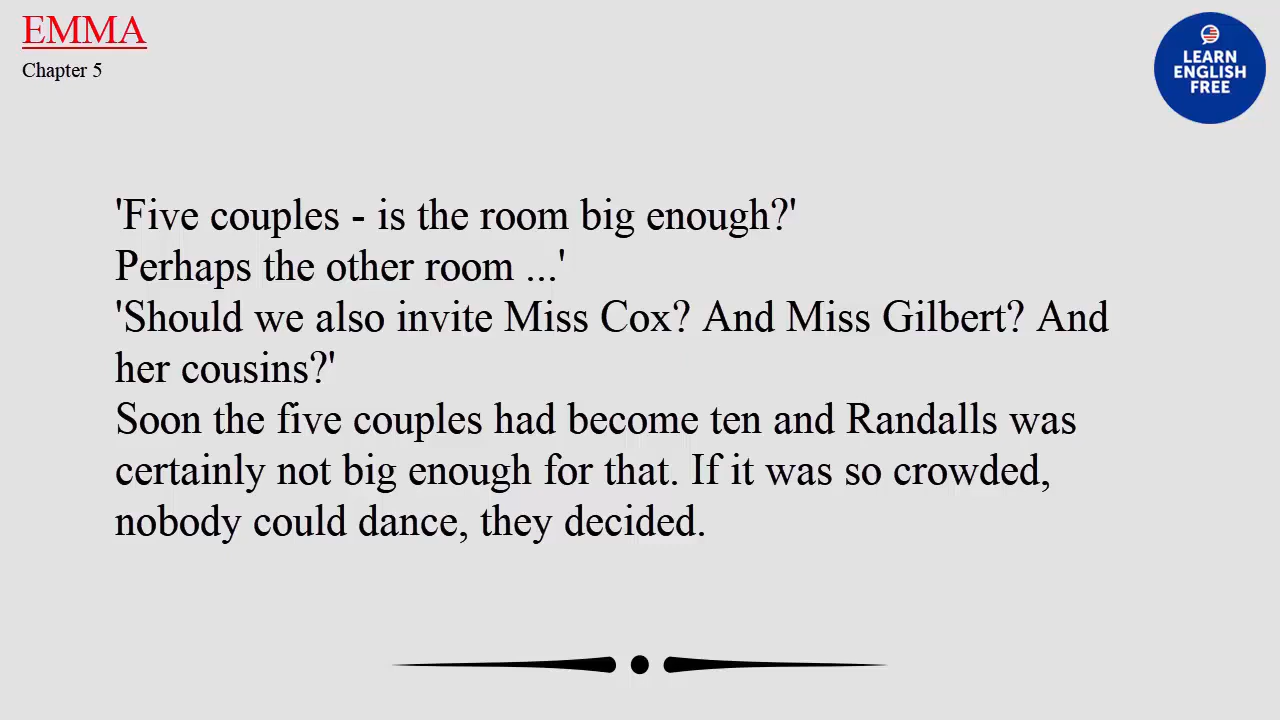 EMMA
Chapter 5
LEARN
ENGLISH
FREE
'Five couples - is the room big enough?'
Perhaps the other room ...'
'Should we also invite Miss Cox? And Miss Gilbert? And
her cousins?'
Soon the five couples had become ten and Randalls was
certainly not big enough for that. If it was so crowded,
nobody could dance, they decided.